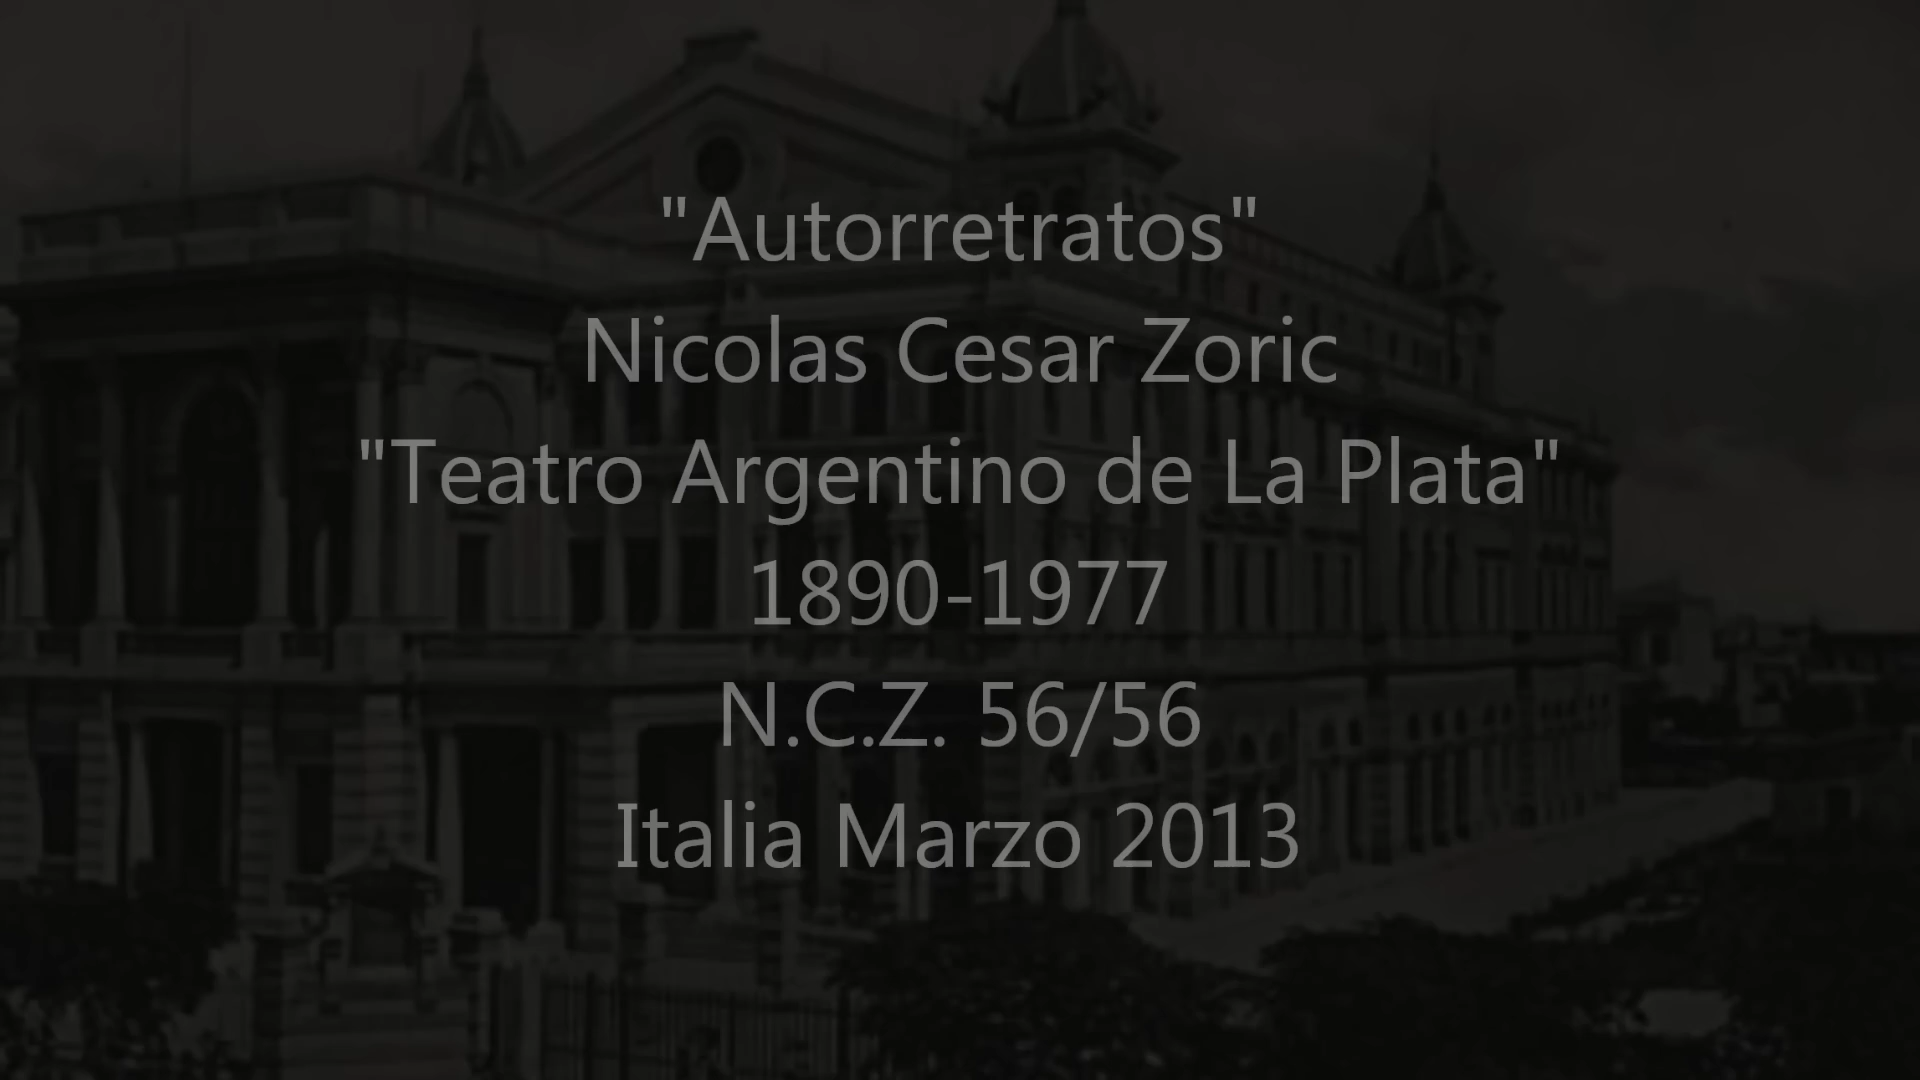 "Autorretratos"
Nicolas Cesar Zoric
"Teatro Argentino de La Plata"
1890-1977
N.C.Z. 56/56
Italia Marzo 2013